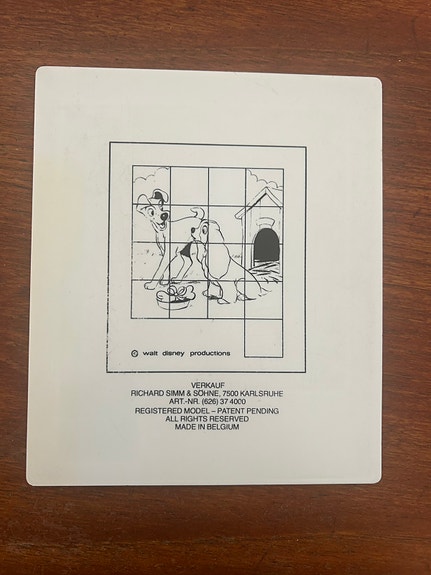 © walt disney productions
VERKAUF
RICHARD SIMM & SÖHNE, 7500 KARLSRUHE
ART.-NR. (626) 37 4000
REGISTERED MODEL – PATENT PENDING
ALL RIGHTS RESERVED
MADE IN BELGIUM